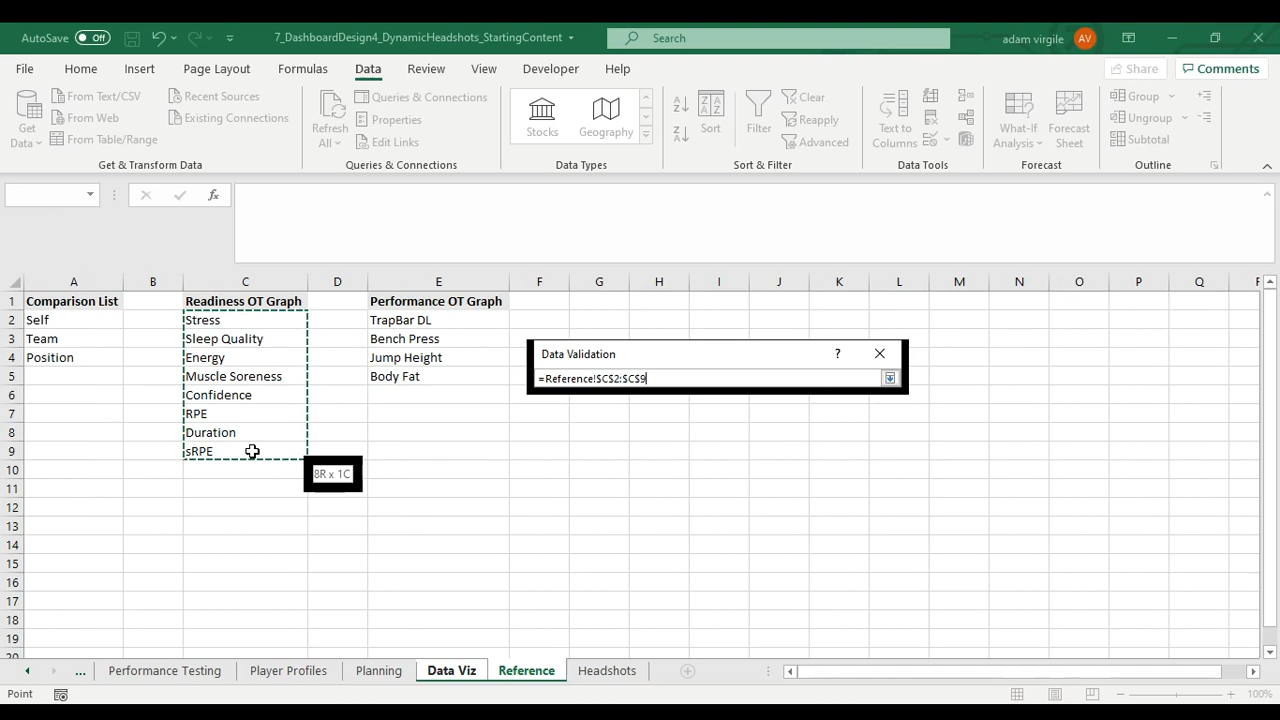 AutoSave Off 7_DashboardDesign4_DynamicHeadshots_StartingContent Search adam virgile AV
File Home Insert Page Layout Formulas Data Review View Developer Help Share Comments
Get Data From Text/CSV From Web From Table/Range Recent Sources Existing Connections
Refresh All Queries & Connections Properties Edit Links
Stocks Geography
Sort Filter Clear Reapply Advanced
Text to Columns
What-If Analysis Forecast Sheet
Group Ungroup Subtotal
Get & Transform Data Queries & Connections Data Types Sort & Filter Data Tools Forecast Outline
fx
A B C D E F G H I J K L M N O P Q F
1 Comparison List Readiness OT Graph Performance OT Graph
2 Self Stress TrapBar DL
3 Team Sleep Quality Bench Press
4 Position Energy Jump Height
5 Muscle Soreness Body Fat
6 Confidence
7 RPE
8 Duration
9 sRPE
10
11
12
13
14
15
16
17
18
19
20
Data Validation ?
=Reference!$C$2:$C$9
8R x 1C
... Performance Testing Player Profiles Planning Data Viz Reference Headshots
Point 100%